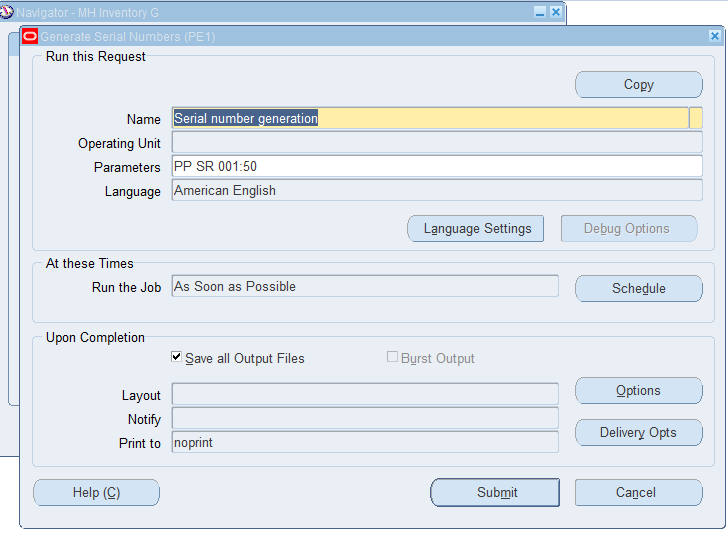 Navigator - MH Inventory G
Generate Serial Numbers (PE1)
Run this Request
Copy
Name Serial number generation
Operating Unit
Parameters PP SR 001:50
Language American English
Language Settings Debug Options
At these Times
Run the Job As Soon as Possible Schedule
Upon Completion
Save all Output Files Burst Output
Layout Options
Notify
Print to noprint Delivery Opts
Help (C) Submit Cancel